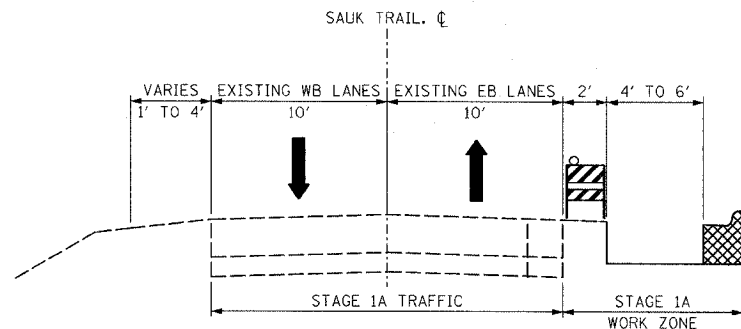 SAUK TRAIL. ℄
VARIES EXISTING WB LANES EXISTING EB LANES 2' 4' TO 6'
1' TO 4' 10' 10'
STAGE 1A TRAFFIC STAGE 1A
WORK ZONE